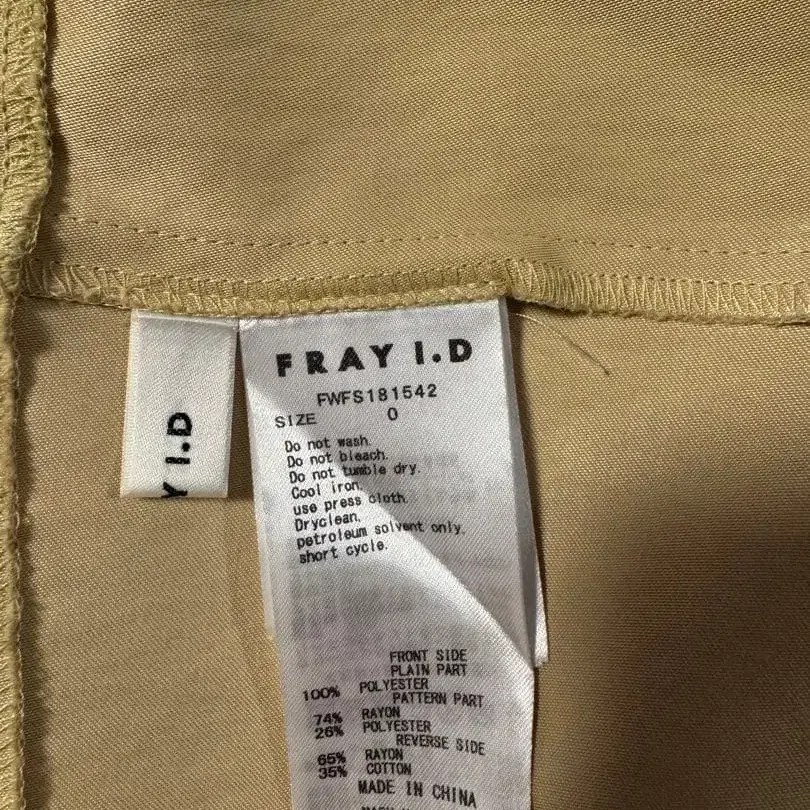 FRAY I.D
FWFS181542
SIZE 0
Do not wash.
Do not bleach.
Do not tumble dry.
Cool iron.
use press cloth.
Dryclean.
petroleum solvent only.
short cycle.
FRONT SIDE
PLAIN PART
100% POLYESTER
PATTERN PART
74% RAYON
26% POLYESTER
REVERSE SIDE
65% RAYON
35% COTTON
MADE IN CHINA
Y I.D